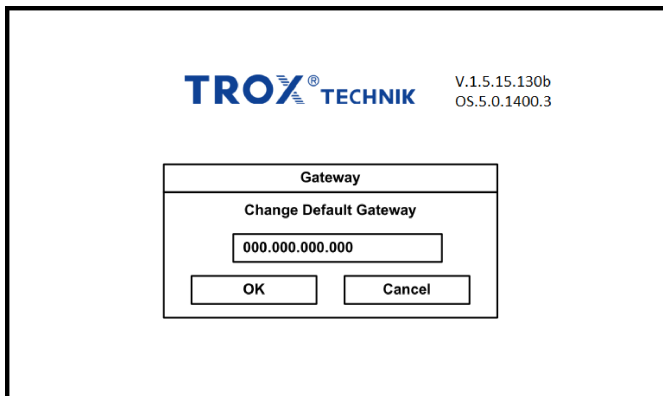 TROX® TECHNIK
V.1.5.15.130b
OS.5.0.1400.3
Gateway
Change Default Gateway
000.000.000.000
OK Cancel